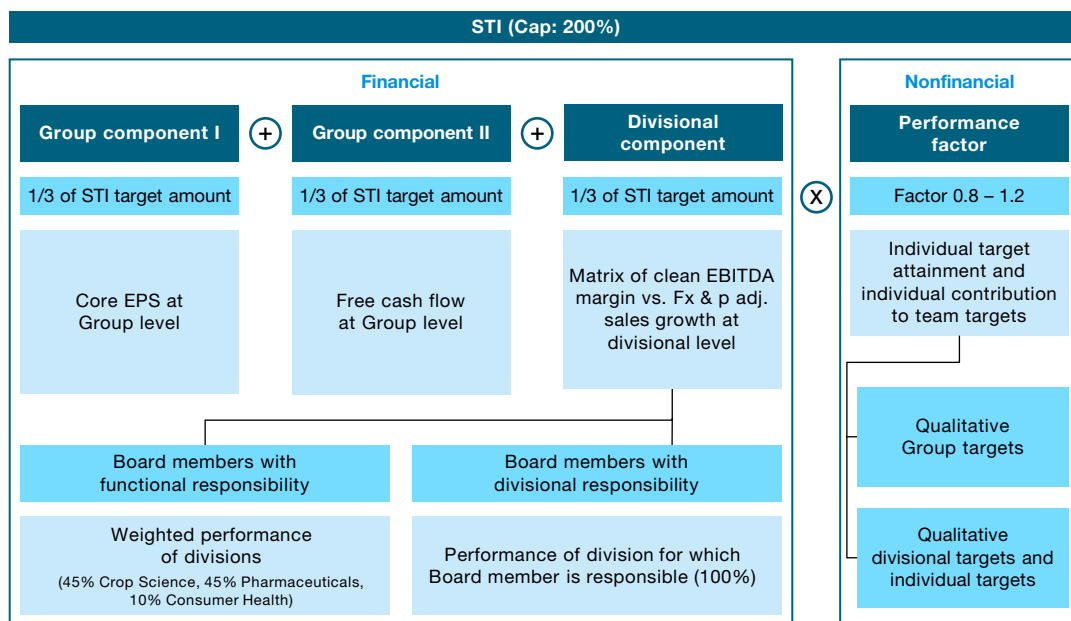 STI (Cap: 200%)
Financial
Group component I
+
Group component II
+
Divisional
component
1/3 of STI target amount
1/3 of STI target amount
1/3 of STI target amount
Core EPS at
Group level
Free cash flow
at Group level
Matrix of clean EBITDA
margin vs. Fx & p adj.
sales growth at
divisional level
Board members with
functional responsibility
Board members with
divisional responsibility
Weighted performance
of divisions
(45% Crop Science, 45% Pharmaceuticals,
10% Consumer Health)
Performance of division for which
Board member is responsible (100%)
X
Nonfinancial
Performance
factor
Factor 0.8 – 1.2
Individual target
attainment and
individual contribution
to team targets
Qualitative
Group targets
Qualitative
divisional targets and
individual targets